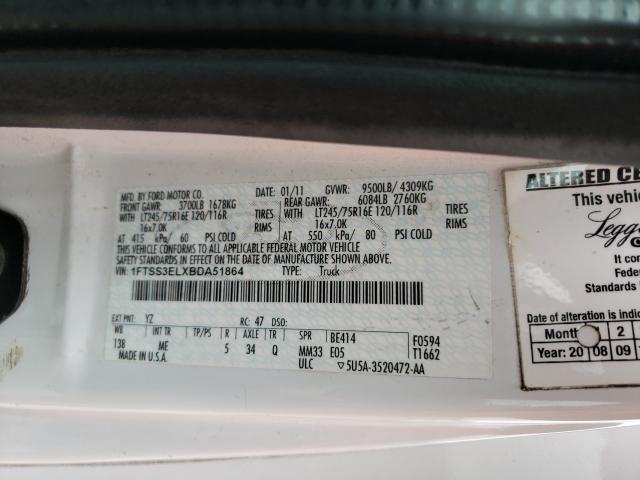 MFD. BY FORD MOTOR CO.
DATE: 01/11 GVWR: 9500LB/ 4309KG
FRONT GAWR: 3700LB 1678KG
REAR GAWR: 6084LB 2760KG
WITH LT245/75R16E 120/116R TIRES
WITH LT245/75R16E 120/116R TIRES
16x7.0K RIMS
16x7.0K RIMS
AT 415 kPa/ 60 PSI COLD
AT 550 kPa/ 80 PSI COLD
THIS VEHICLE CONFORMS TO ALL APPLICABLE FEDERAL MOTOR VEHICLE
SAFETY STANDARDS IN EFFECT ON THE DATE OF MANUFACTURE SHOWN ABOVE.
VIN: 1FTSS3ELXBDA51864
TYPE: Truck
EXT PNT: YZ RC: 47 DSO:
WB INT TR TP/PS R AXLE TR SPR BE414 F0594
138 ME 5 34 Q MM33 E05 T1662
MADE IN U.S.A. ULC 5U5A-3520472-AA
ALTERED CE
This vehic
Legg
It co
Feder
Standards I
Date of alteration is indic
Month 2
Year: 20 08 09